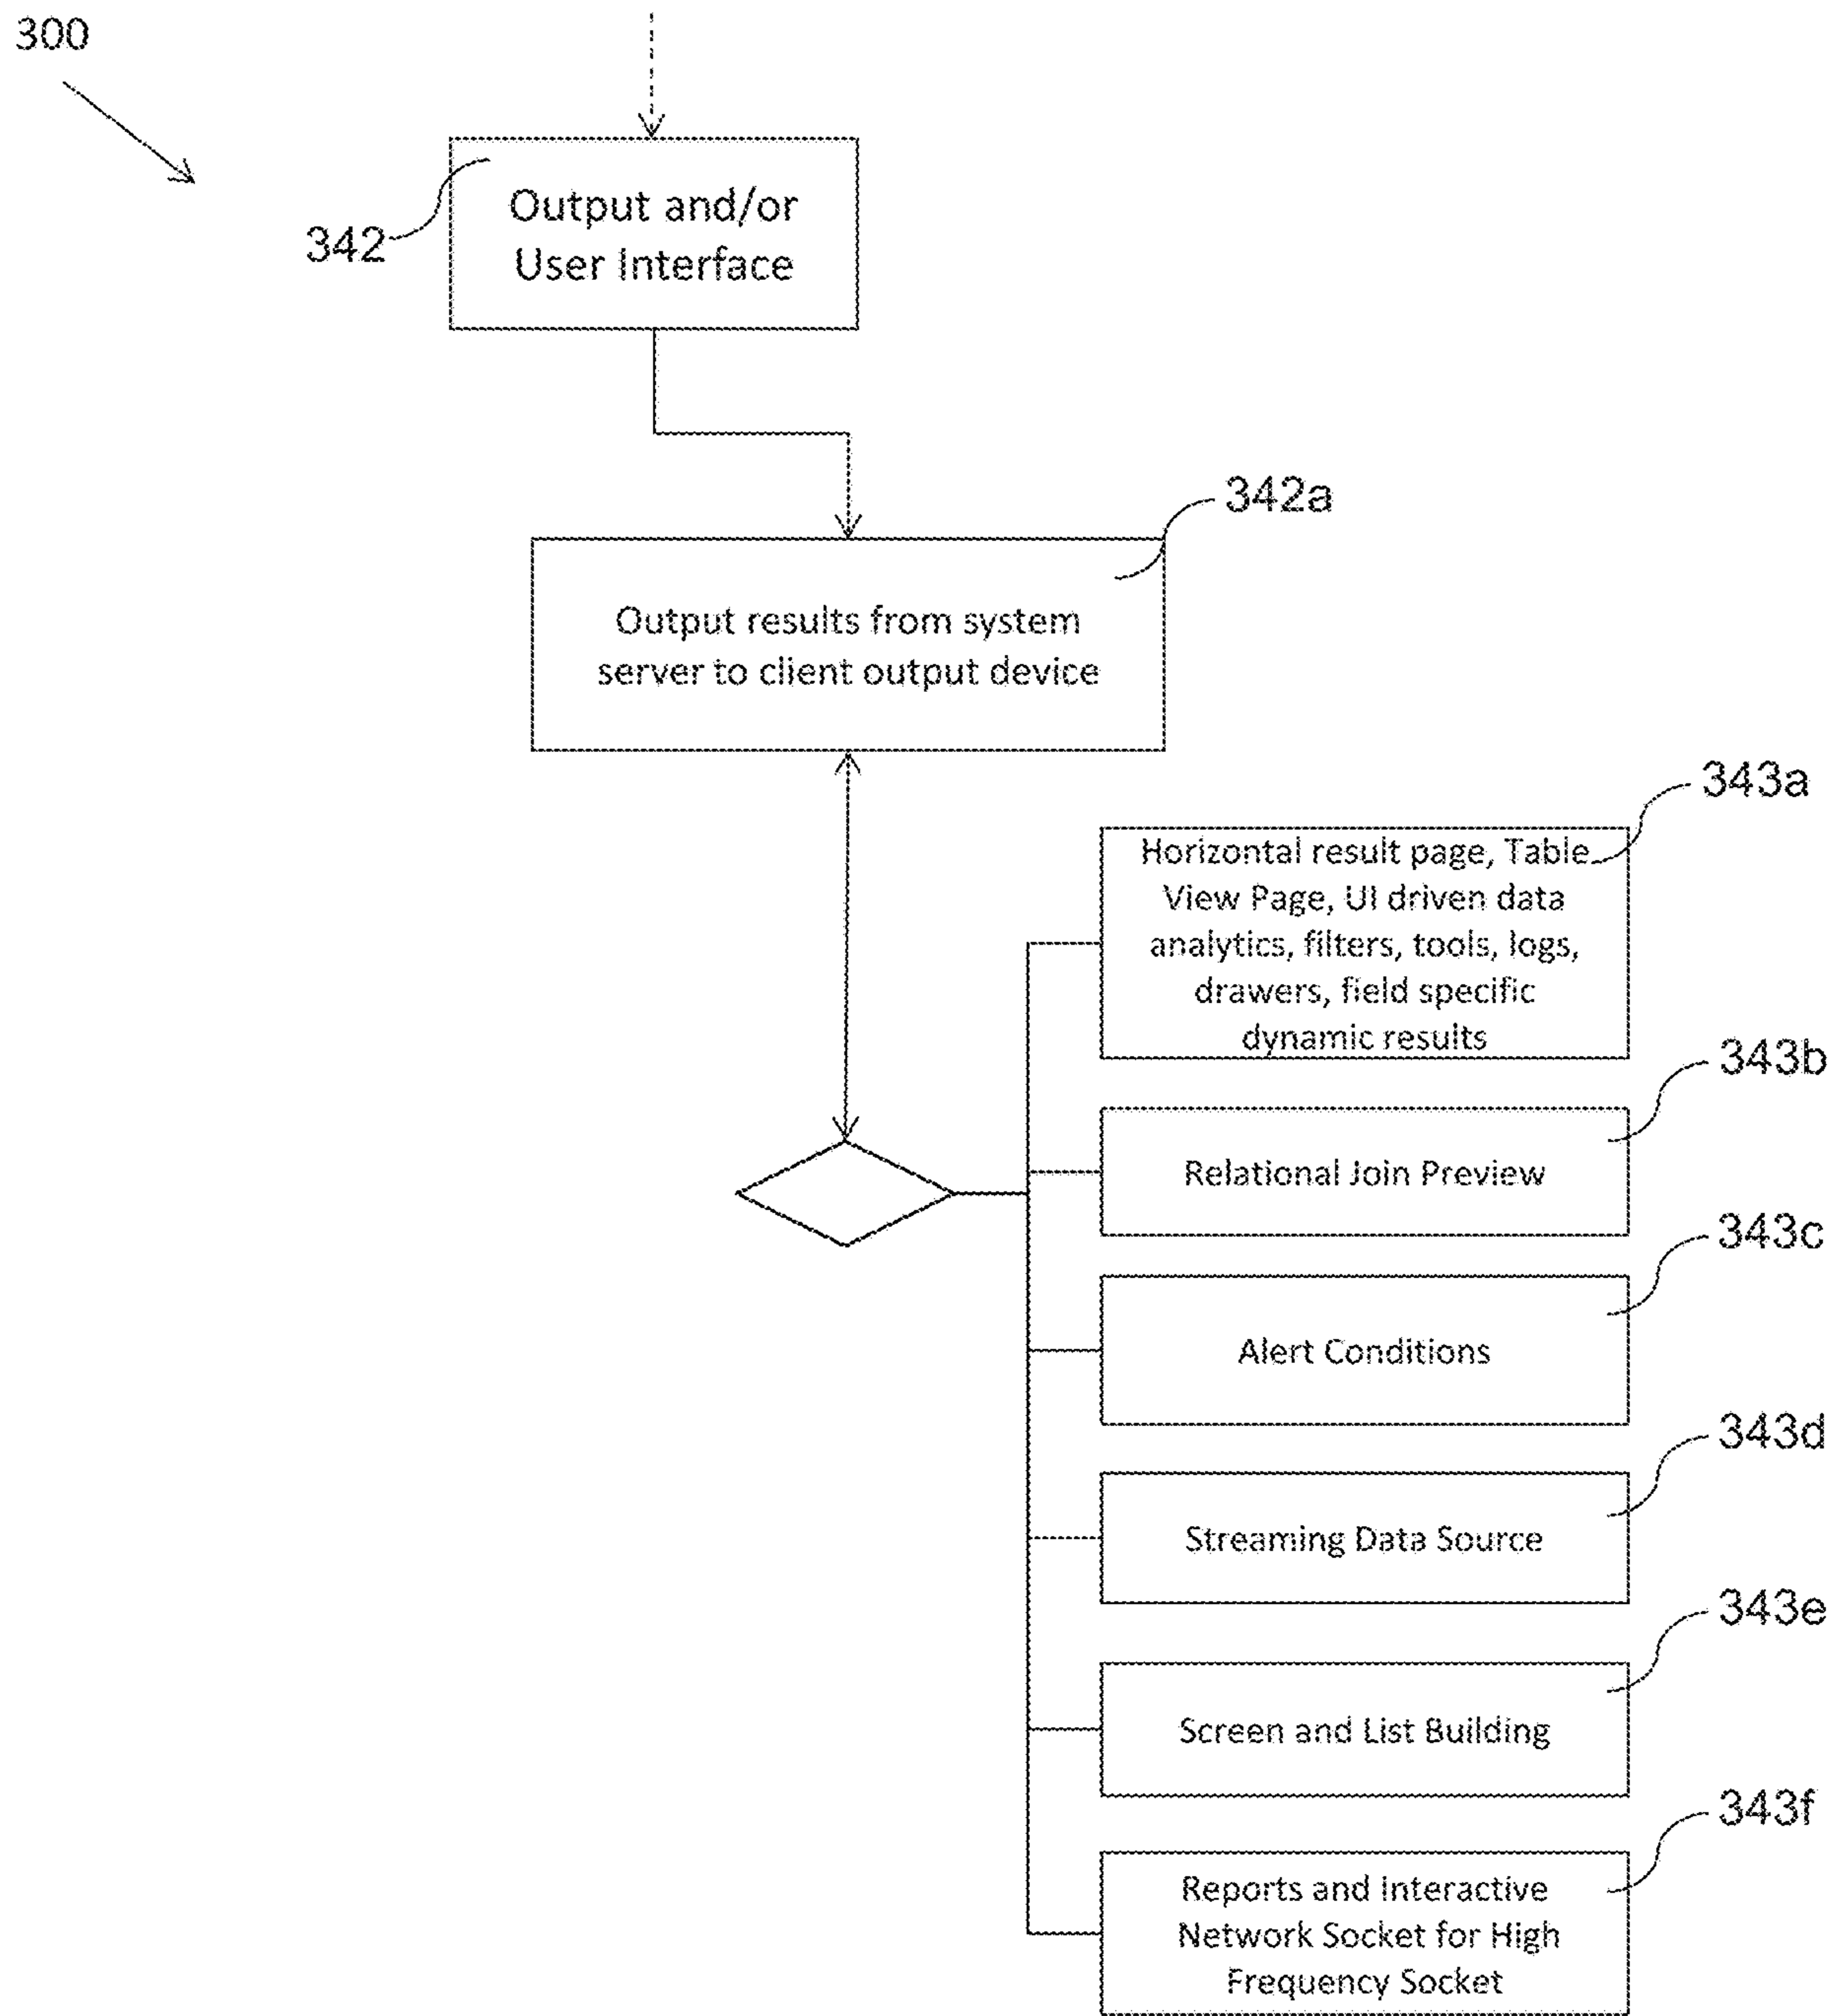 300
342
Output and/or
User Interface
342a
Output results from system
server to client output device
343a
Horizontal result page, Table
View Page, UI driven data
analytics, filters, tools, logs,
drawers, field specific
dynamic results
343b
Relational Join Preview
343c
Alert Conditions
343d
Streaming Data Source
343e
Screen and List Building
343f
Reports and Interactive
Network Socket for High
Frequency Socket